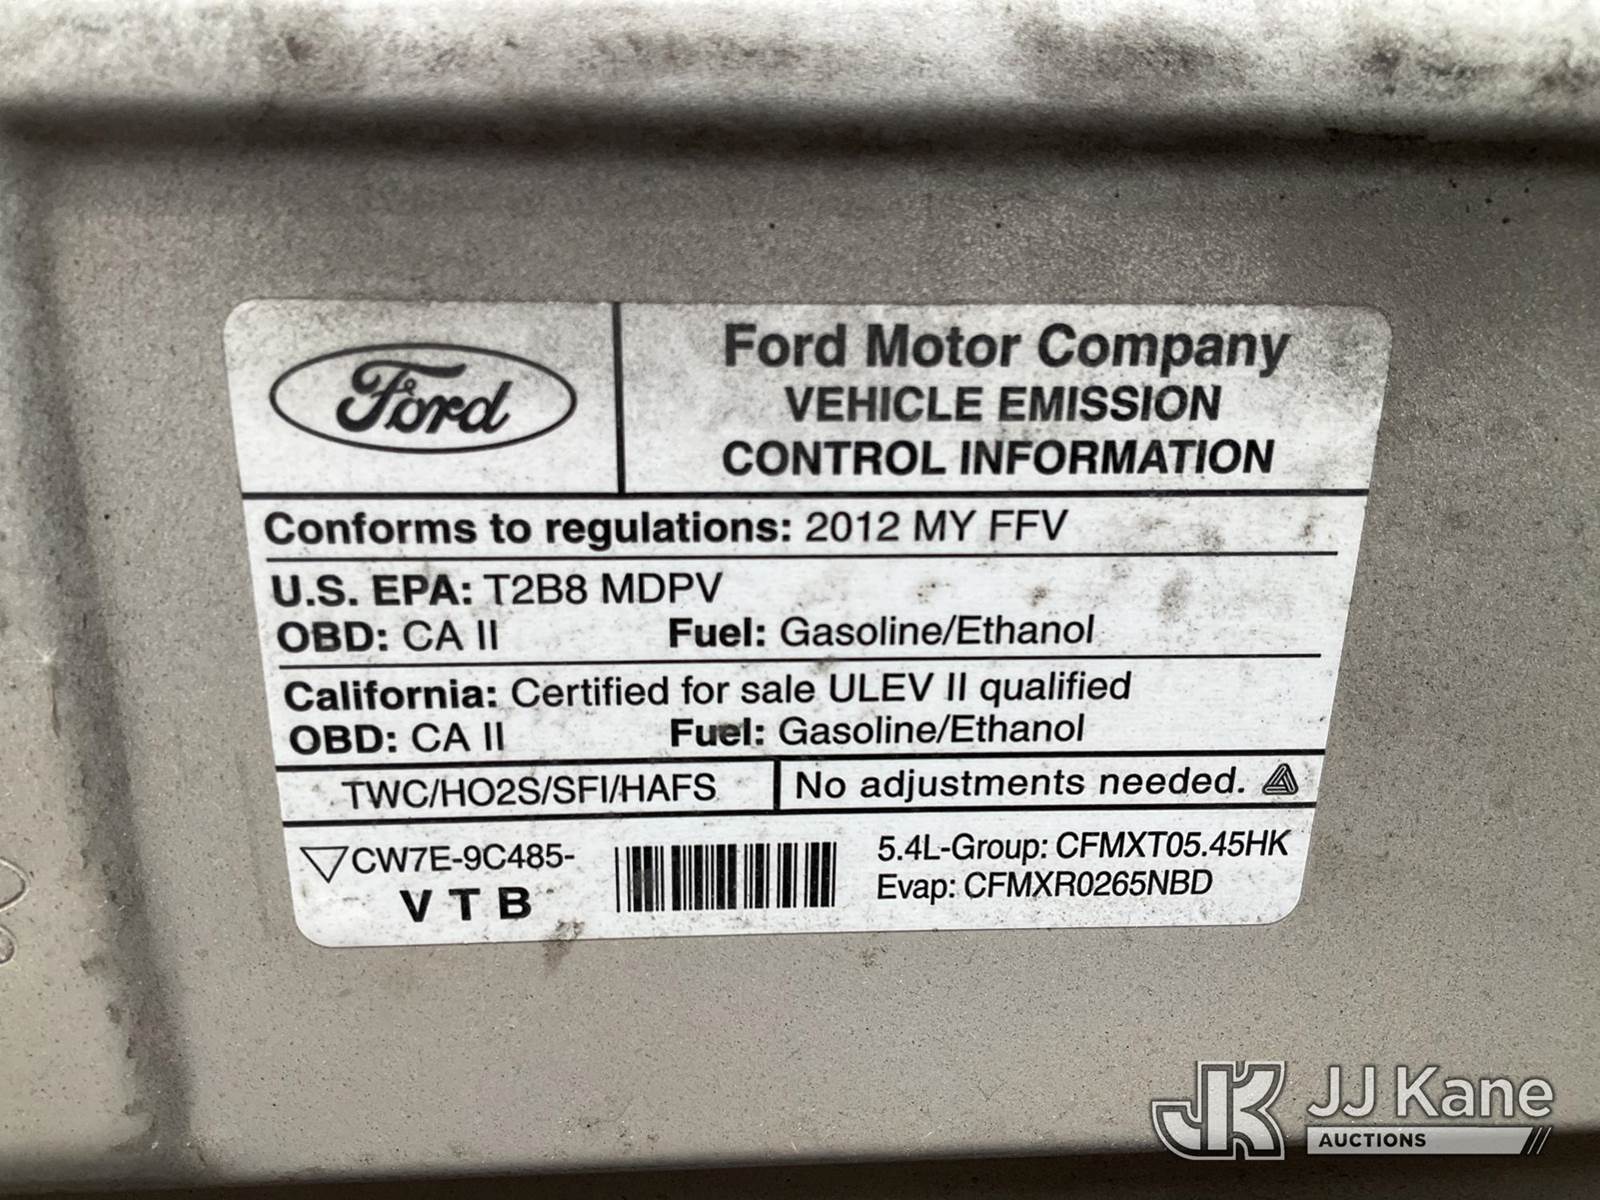 Ford
Ford Motor Company
VEHICLE EMISSION
CONTROL INFORMATION
Conforms to regulations: 2012 MY FFV
U.S. EPA: T2B8 MDPV
OBD: CA II Fuel: Gasoline/Ethanol
California: Certified for sale ULEV II qualified
OBD: CA II Fuel: Gasoline/Ethanol
TWC/HO2S/SFI/HAFS No adjustments needed.
CW7E-9C485-
VTB
5.4L-Group: CFMXT05.45HK
Evap: CFMXR0265NBD
JK JJ Kane
AUCTIONS